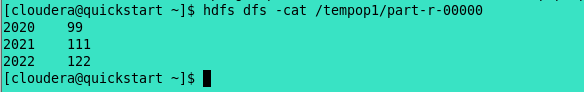 [cloudera@quickstart ~]$ hdfs dfs -cat /tempop1/part-r-00000
2020    99
2021    111
2022    122
[cloudera@quickstart ~]$